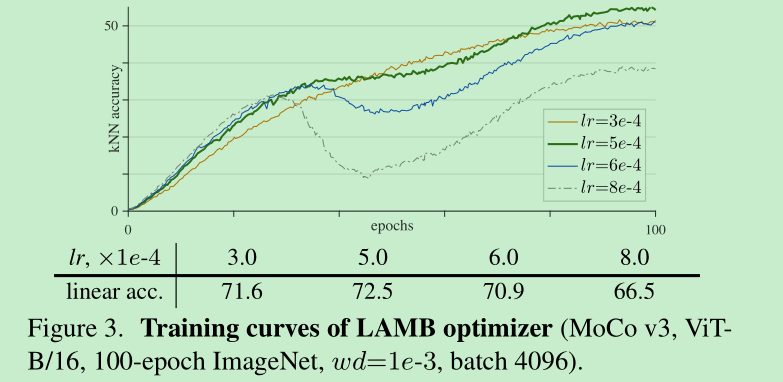 50
kNN accuracy
lr=3e-4
lr=5e-4
lr=6e-4
lr=8e-4
0
0
epochs
100
lr, ×1e-4 3.0 5.0 6.0 8.0
linear acc. 71.6 72.5 70.9 66.5
Figure 3. Training curves of LAMB optimizer (MoCo v3, ViT-
B/16, 100-epoch ImageNet, wd=1e-3, batch 4096).